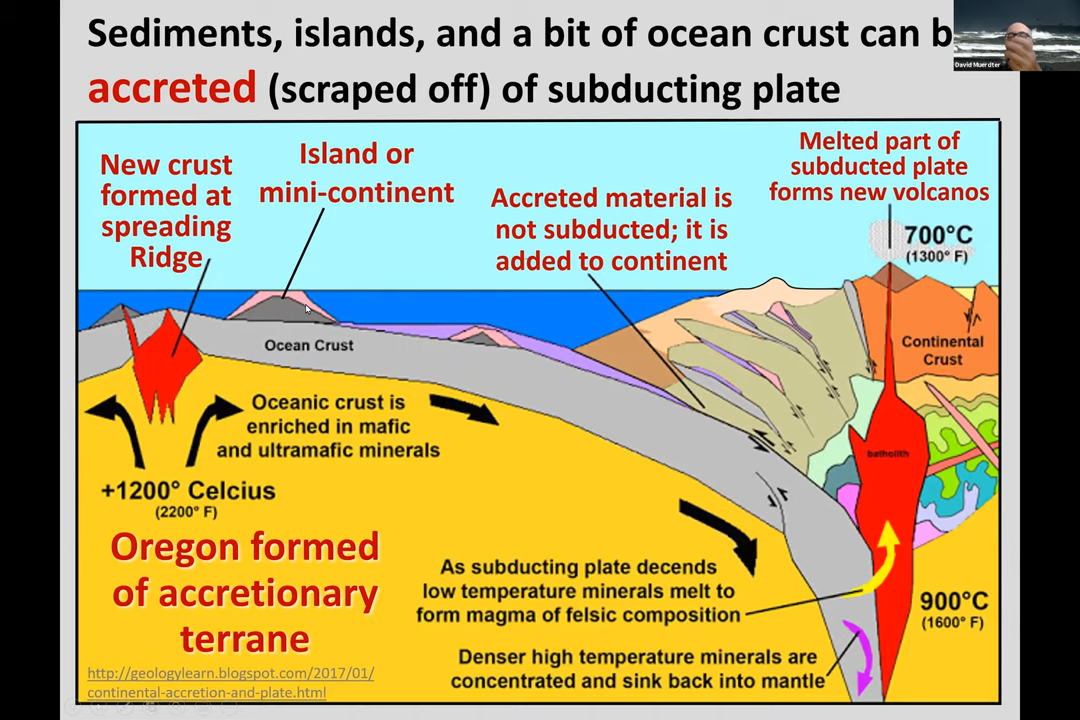 Sediments, islands, and a bit of ocean crust can b
accreted (scraped off) of subducting plate
David Muerdter
New crust
formed at
spreading
Ridge
Island or
mini-continent
Accreted material is
not subducted; it is
added to continent
Melted part of
subducted plate
forms new volcanos
700°C
(1300° F)
Ocean Crust
Continental
Crust
Oceanic crust is
enriched in mafic
and ultramafic minerals
batholith
+1200° Celcius
(2200° F)
Oregon formed
of accretionary
terrane
As subducting plate decends
low temperature minerals melt to
form magma of felsic composition
900°C
(1600° F)
Denser high temperature minerals are
concentrated and sink back into mantle
http://geologylearn.blogspot.com/2017/01/
continental-accretion-and-plate.html